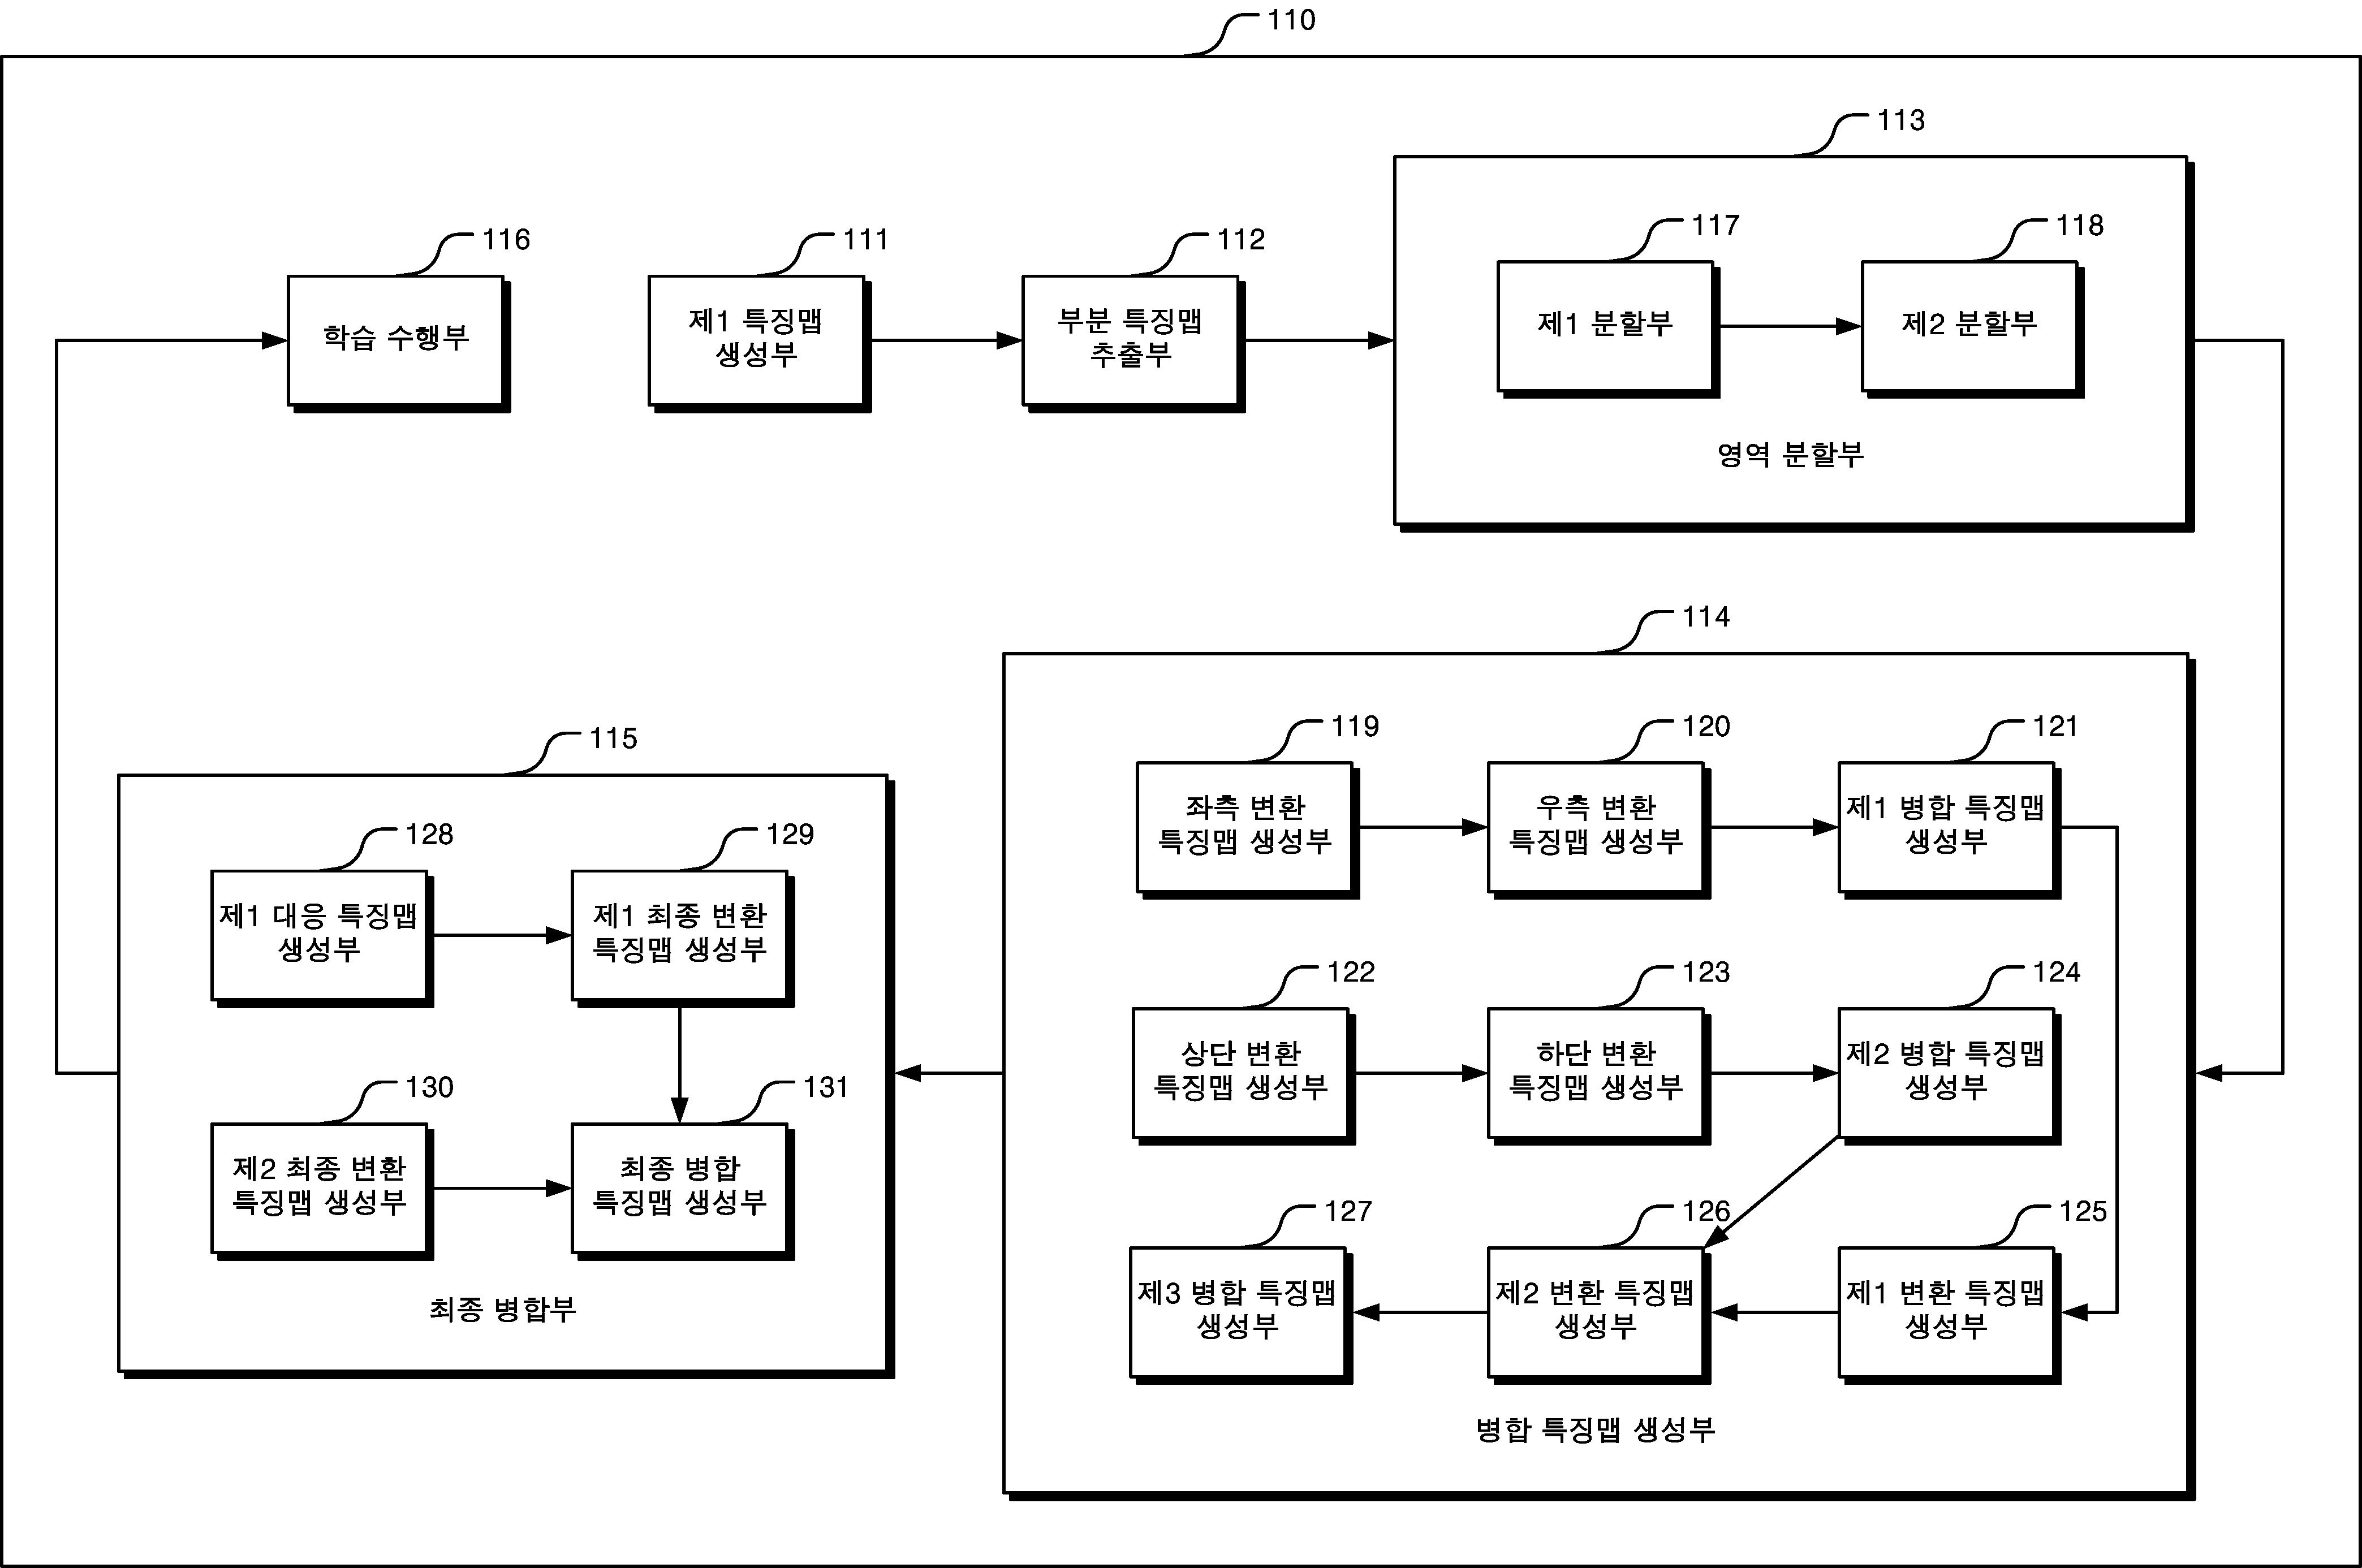 110
113
117
118
116
111
112
제1 분할부
제2 분할부
학습 수행부
제1 특징맵
생성부
부분 특징맵
추출부
영역 분할부
114
119
120
121
좌측 변환
특징맵 생성부
우측 변환
특징맵 생성부
제1 병합 특징맵
생성부
122
123
124
상단 변환
특징맵 생성부
하단 변환
특징맵 생성부
제2 병합 특징맵
생성부
127
126
125
제3 병합 특징맵
생성부
제2 변환 특징맵
생성부
제1 변환 특징맵
생성부
병합 특징맵 생성부
115
128
129
제1 대응 특징맵
생성부
제1 최종 변환
특징맵 생성부
130
131
제2 최종 변환
특징맵 생성부
최종 병합
특징맵 생성부
최종 병합부